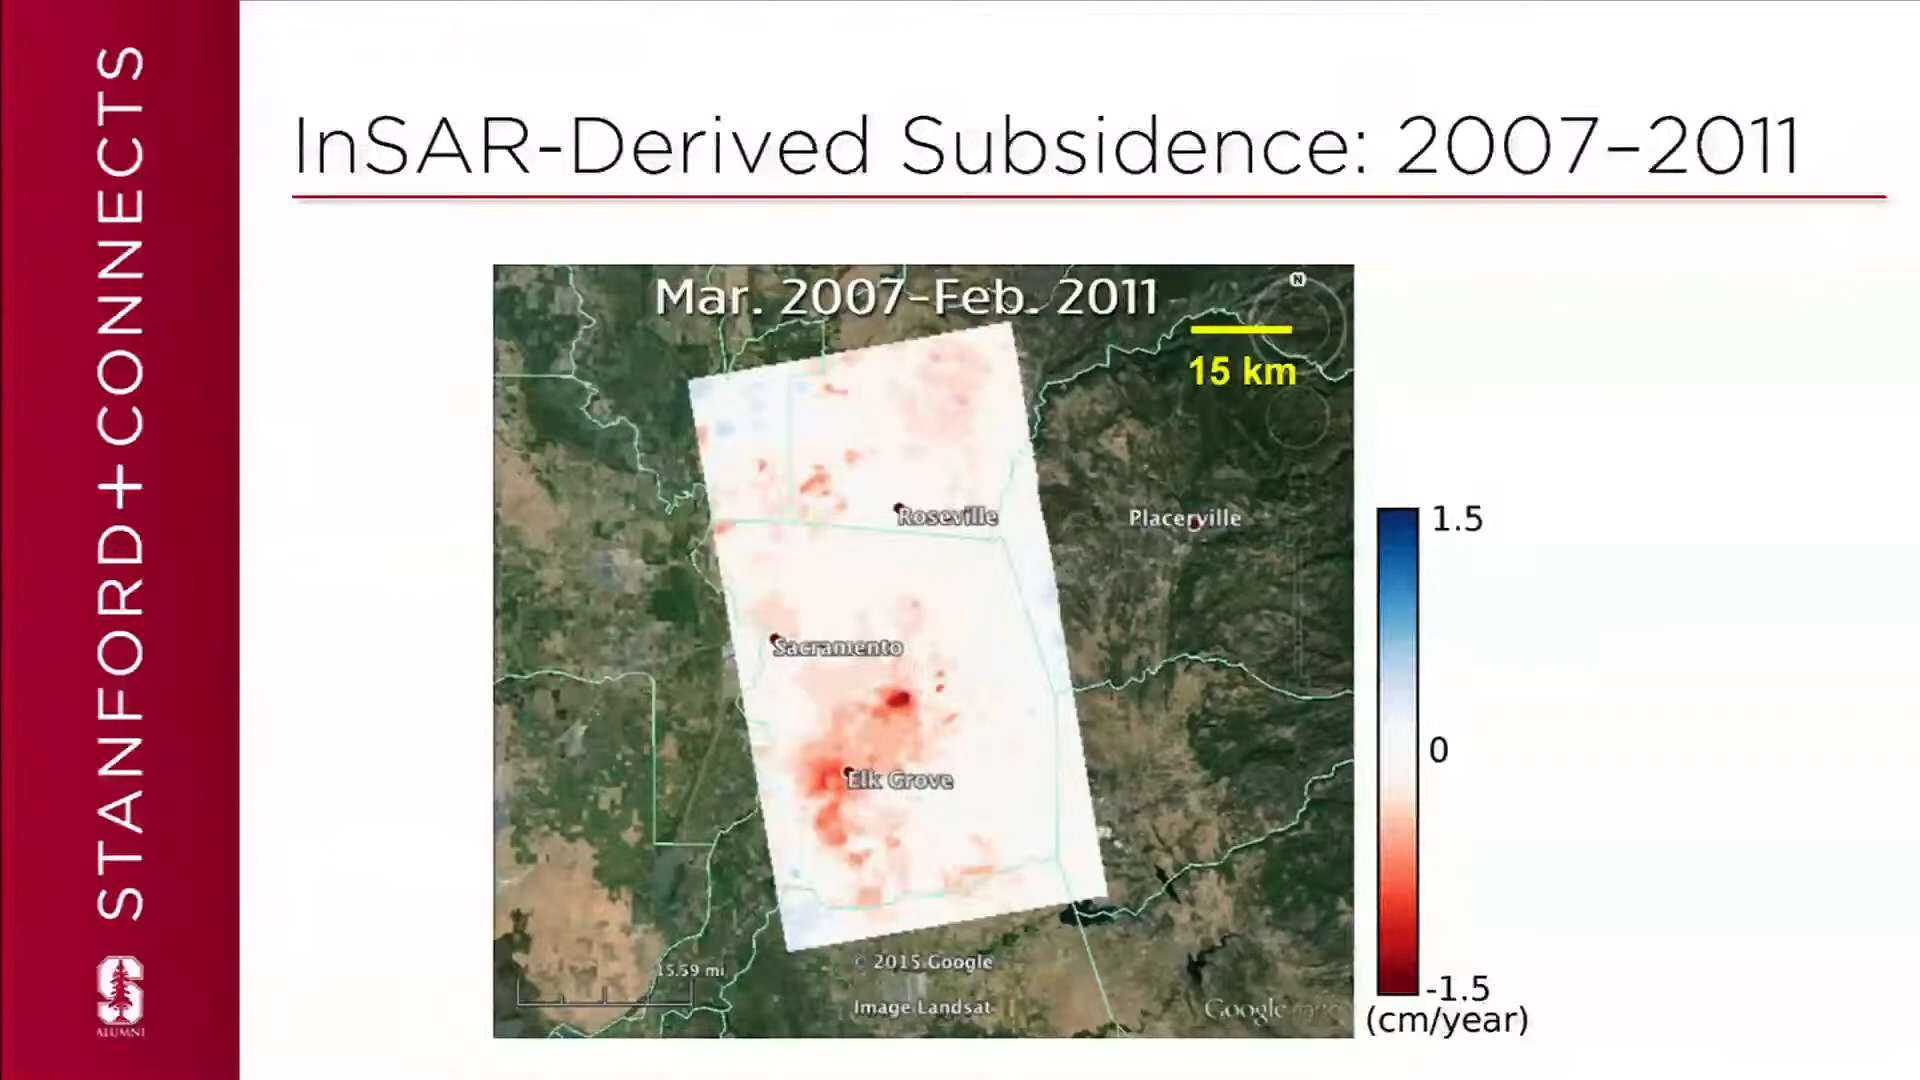 STANFORD+CONNECTS
S
ALUMNI
InSAR-Derived Subsidence: 2007–2011
Mar. 2007-Feb. 2011
N
15 km
Roseville
Placerville
Sacramento
Elk Grove
1.5
0
-1.5
(cm/year)
© 2015 Google
15.59 mi
Image Landsat
Google